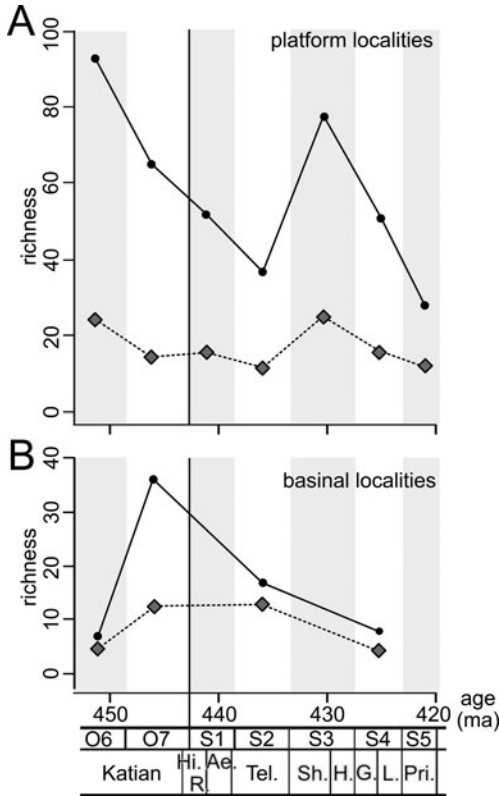 A
platform localities
richness
100
80
60
40
20
0
B
basinal localities
richness
40
30
20
10
0
450 440 430 420 age (ma)
O6 O7 S1 S2 S3 S4 S5
Katian Hi. R. Ae. Tel. Sh. H. G. L. Pri.